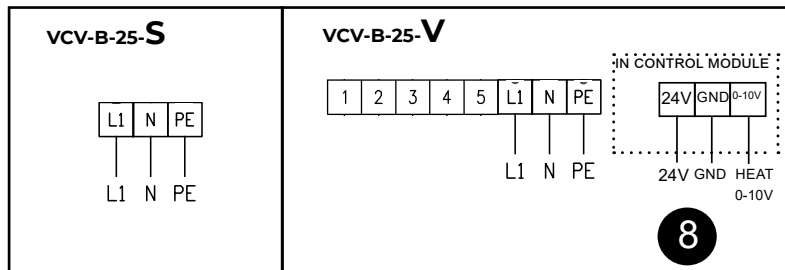 VCV-B-25-S
L1 N PE
L1 N PE
VCV-B-25-V
1 2 3 4 5 L1 N PE
L1 N PE
IN CONTROL MODULE
24V GND 0-10V
24V GND HEAT
0-10V
8